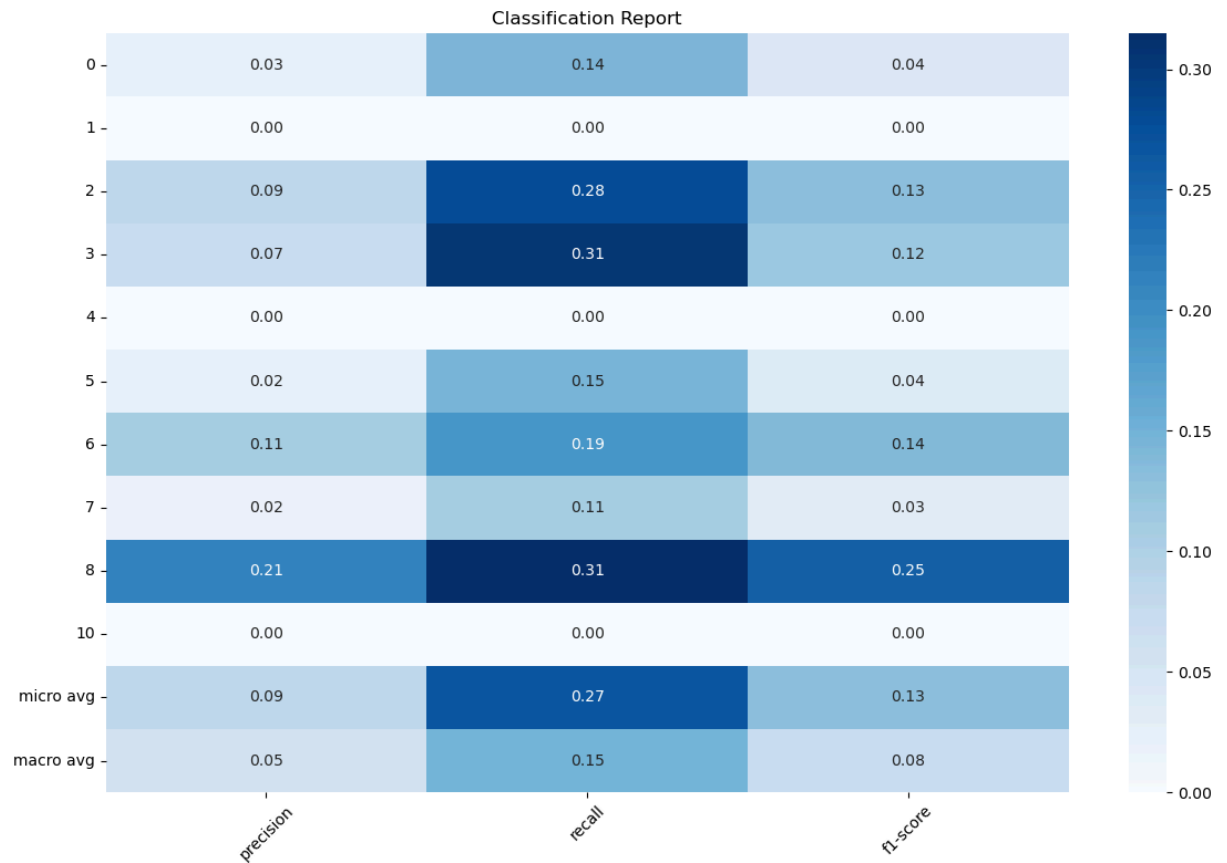 Classification Report
0 0.03 0.14 0.04
1 0.00 0.00 0.00
2 0.09 0.28 0.13
3 0.07 0.31 0.12
4 0.00 0.00 0.00
5 0.02 0.15 0.04
6 0.11 0.19 0.14
7 0.02 0.11 0.03
8 0.21 0.31 0.25
10 0.00 0.00 0.00
micro avg 0.09 0.27 0.13
macro avg 0.05 0.15 0.08
precision recall f1-score
0.30
0.25
0.20
0.15
0.10
0.05
0.00